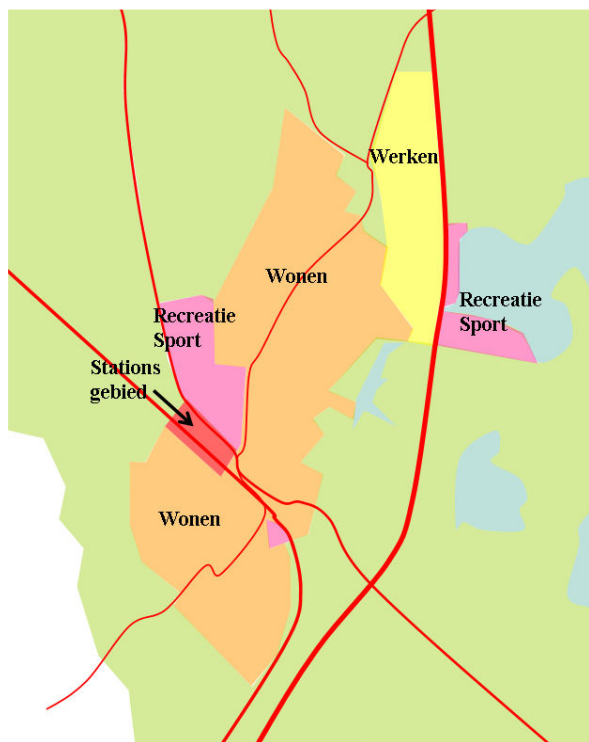 Werken
Wonen
Recreatie
Sport
Recreatie
Sport
Stations
gebied
Wonen